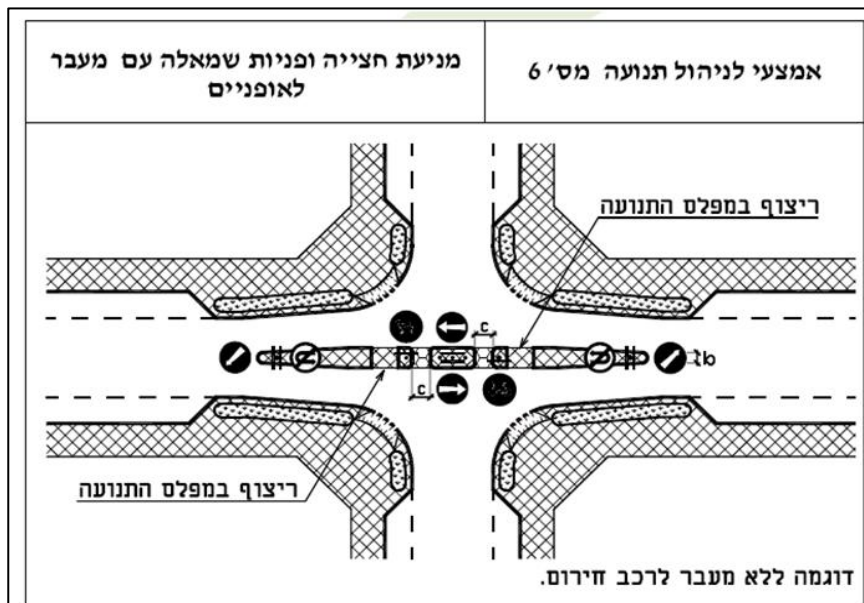 אמצעי לניהול תנועה מס' 6
מניעת חצייה ופניות שמאלה עם מעבר
לאופניים
ריצוף במפלס התנועה
c
b
c
ריצוף במפלס התנועה
דוגמה ללא מעבר לרכב חירום.